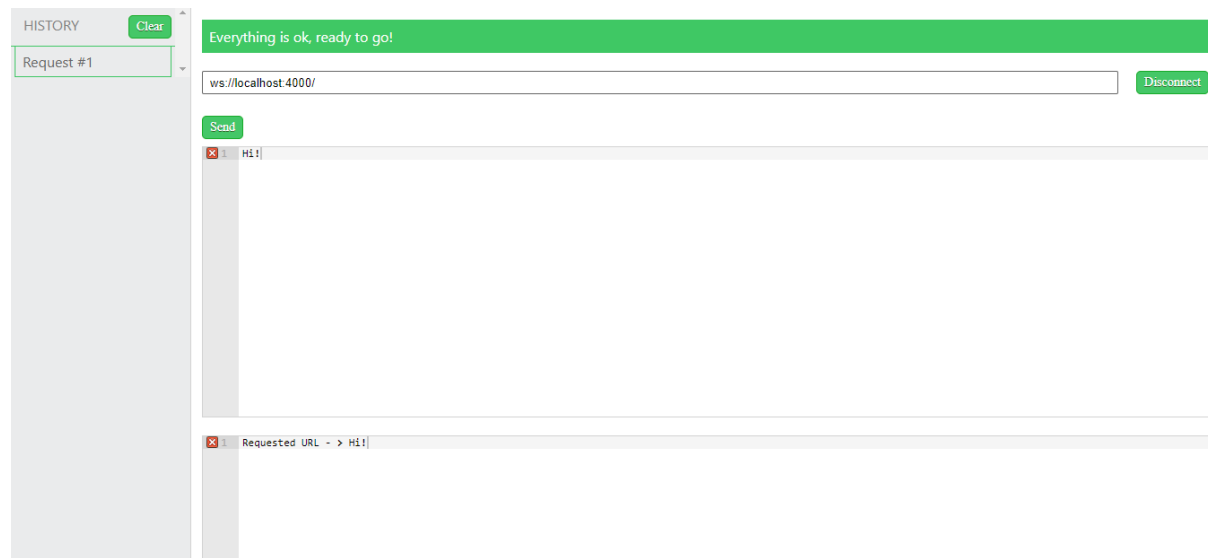 HISTORY Clear
Request #1
Everything is ok, ready to go!
ws://localhost:4000/ Disconnect
Send
1 Hi!
1 Requested URL - > Hi!